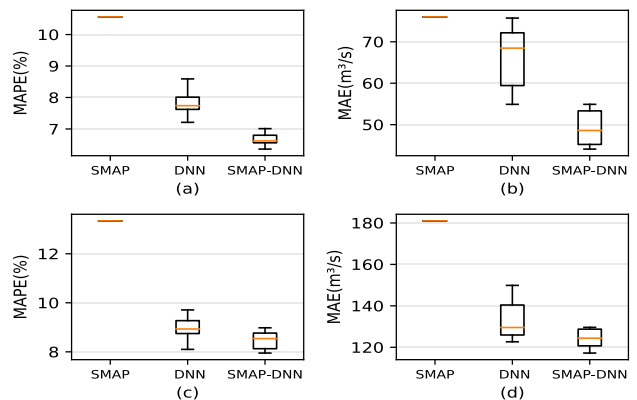 MAPE(%)
10
9
8
7
SMAP DNN SMAP-DNN
(a)
MAE(m³/s)
70
60
50
SMAP DNN SMAP-DNN
(b)
MAPE(%)
12
10
8
SMAP DNN SMAP-DNN
(c)
MAE(m³/s)
180
160
140
120
SMAP DNN SMAP-DNN
(d)